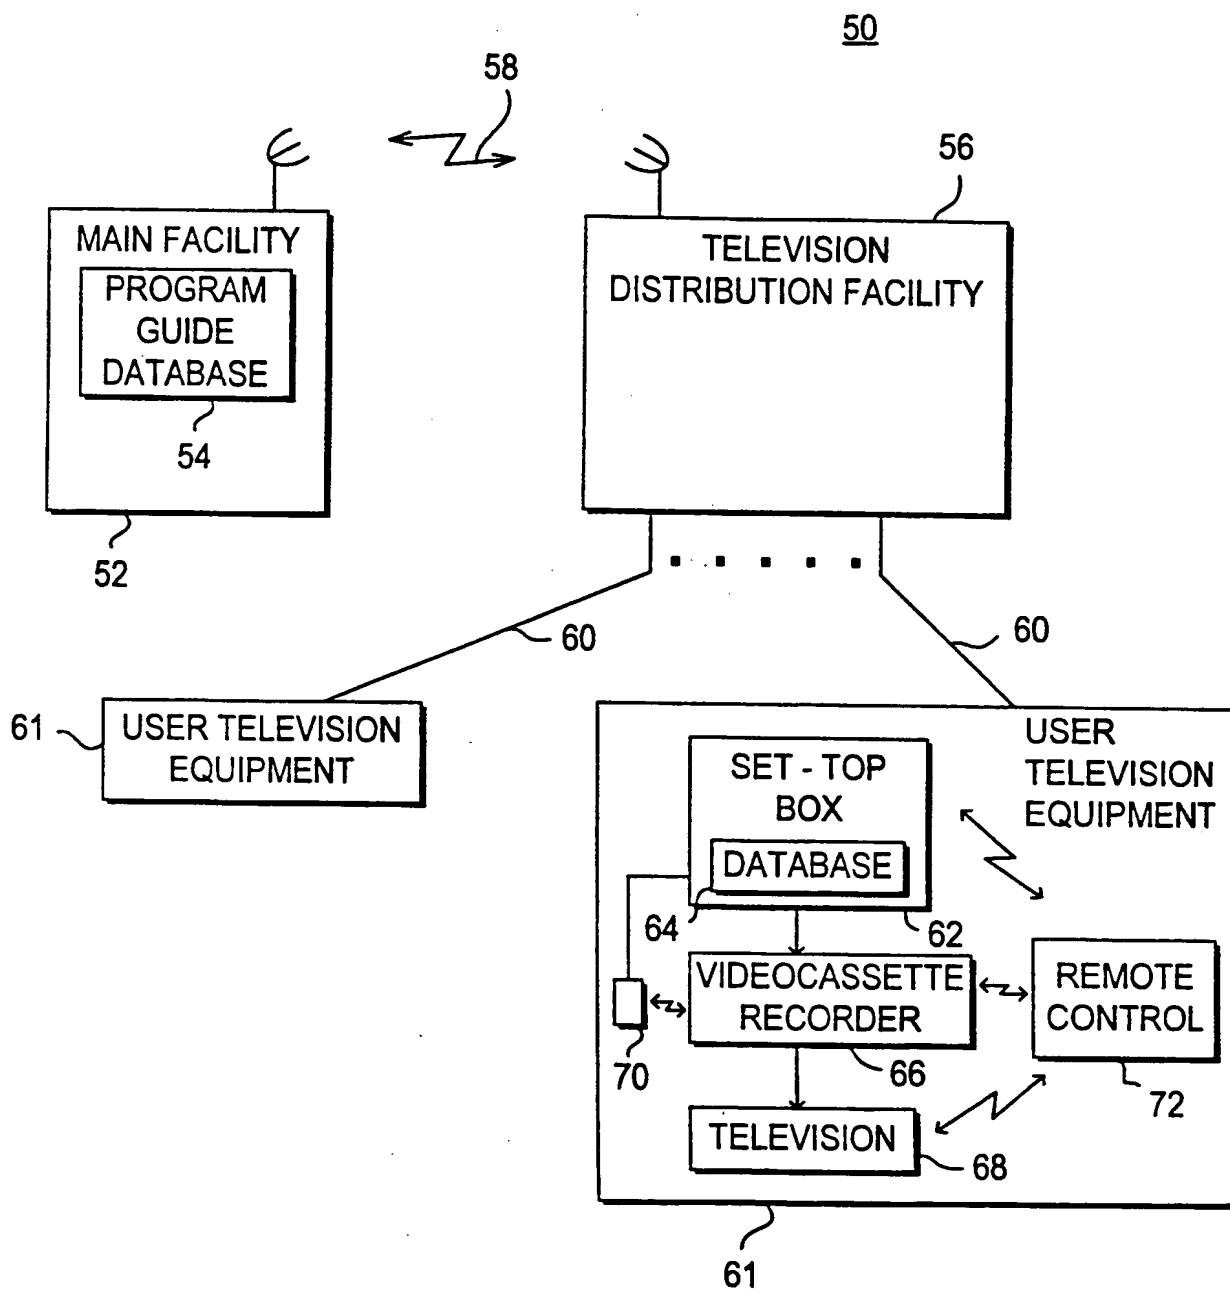 50
58
56
MAIN FACILITY
PROGRAM
GUIDE
DATABASE
54
52
TELEVISION
DISTRIBUTION FACILITY
60
60
61
USER TELEVISION
EQUIPMENT
USER
TELEVISION
EQUIPMENT
SET - TOP
BOX
DATABASE
64
62
VIDEOCASSETTE
RECORDER
REMOTE
CONTROL
70
66
72
TELEVISION
68
61